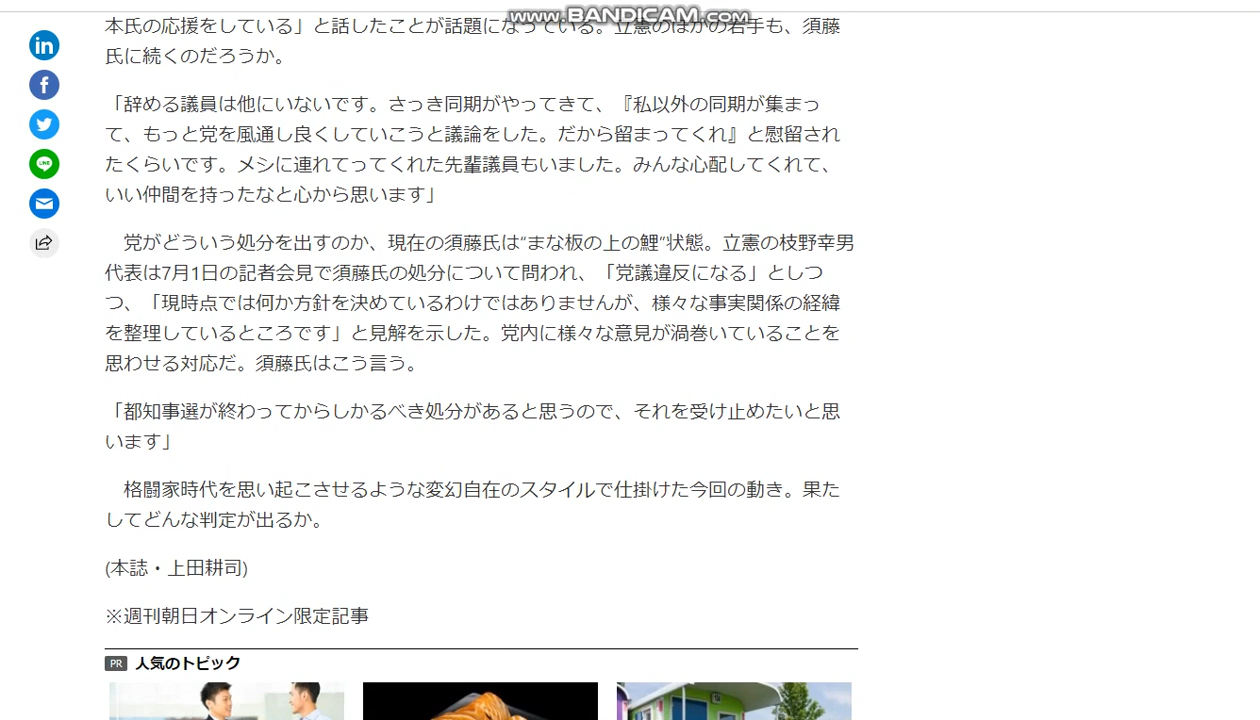 www.BANDICAM.com
本氏の応援をしている」と話したことが話題になっている。立憲のほかの若手も、須藤
氏に続くのだろうか。
「辞める議員は他にいないです。さっき同期がやってきて、『私以外の同期が集まっ
て、もっと党を風通し良くしていこうと議論をした。だから留まってくれ』と慰留され
たくらいです。メシに連れてってくれた先輩議員もいました。みんな心配してくれて、
いい仲間を持ったなと心から思います」
党がどういう処分を出すのか、現在の須藤氏は“まな板の上の鯉”状態。立憲の枝野幸男
代表は7月1日の記者会見で須藤氏の処分について問われ、「党議違反になる」としつ
つ、「現時点では何か方針を決めているわけではありませんが、様々な事実関係の経緯
を整理しているところです」と見解を示した。党内に様々な意見が渦巻いていることを
思わせる対応だ。須藤氏はこう言う。
「都知事選が終わってからしかるべき処分があると思うので、それを受け止めたいと思
います」
格闘家時代を思い起こさせるような変幻自在のスタイルで仕掛けた今回の動き。果た
してどんな判定が出るか。
(本誌・上田耕司)
※週刊朝日オンライン限定記事
PR 人気のトピック
in
f
LINE